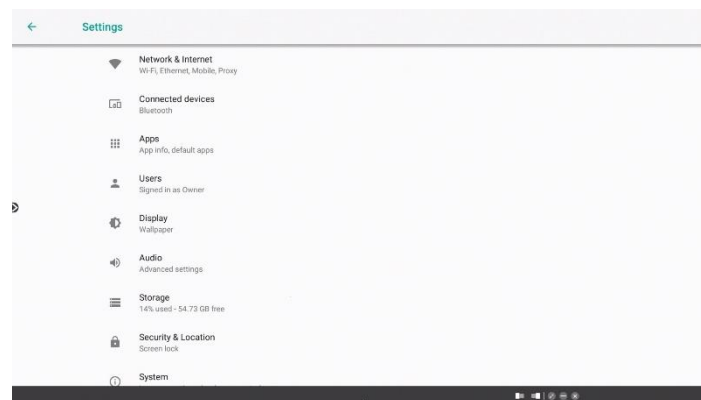 Settings
Network & Internet
Wi-Fi, Ethernet, Mobile, Proxy
Connected devices
Bluetooth
Apps
App info, default apps
Users
Signed in as Owner
Display
Wallpaper
Audio
Advanced settings
Storage
14% used - 54.73 GB free
Security & Location
Screen lock
System